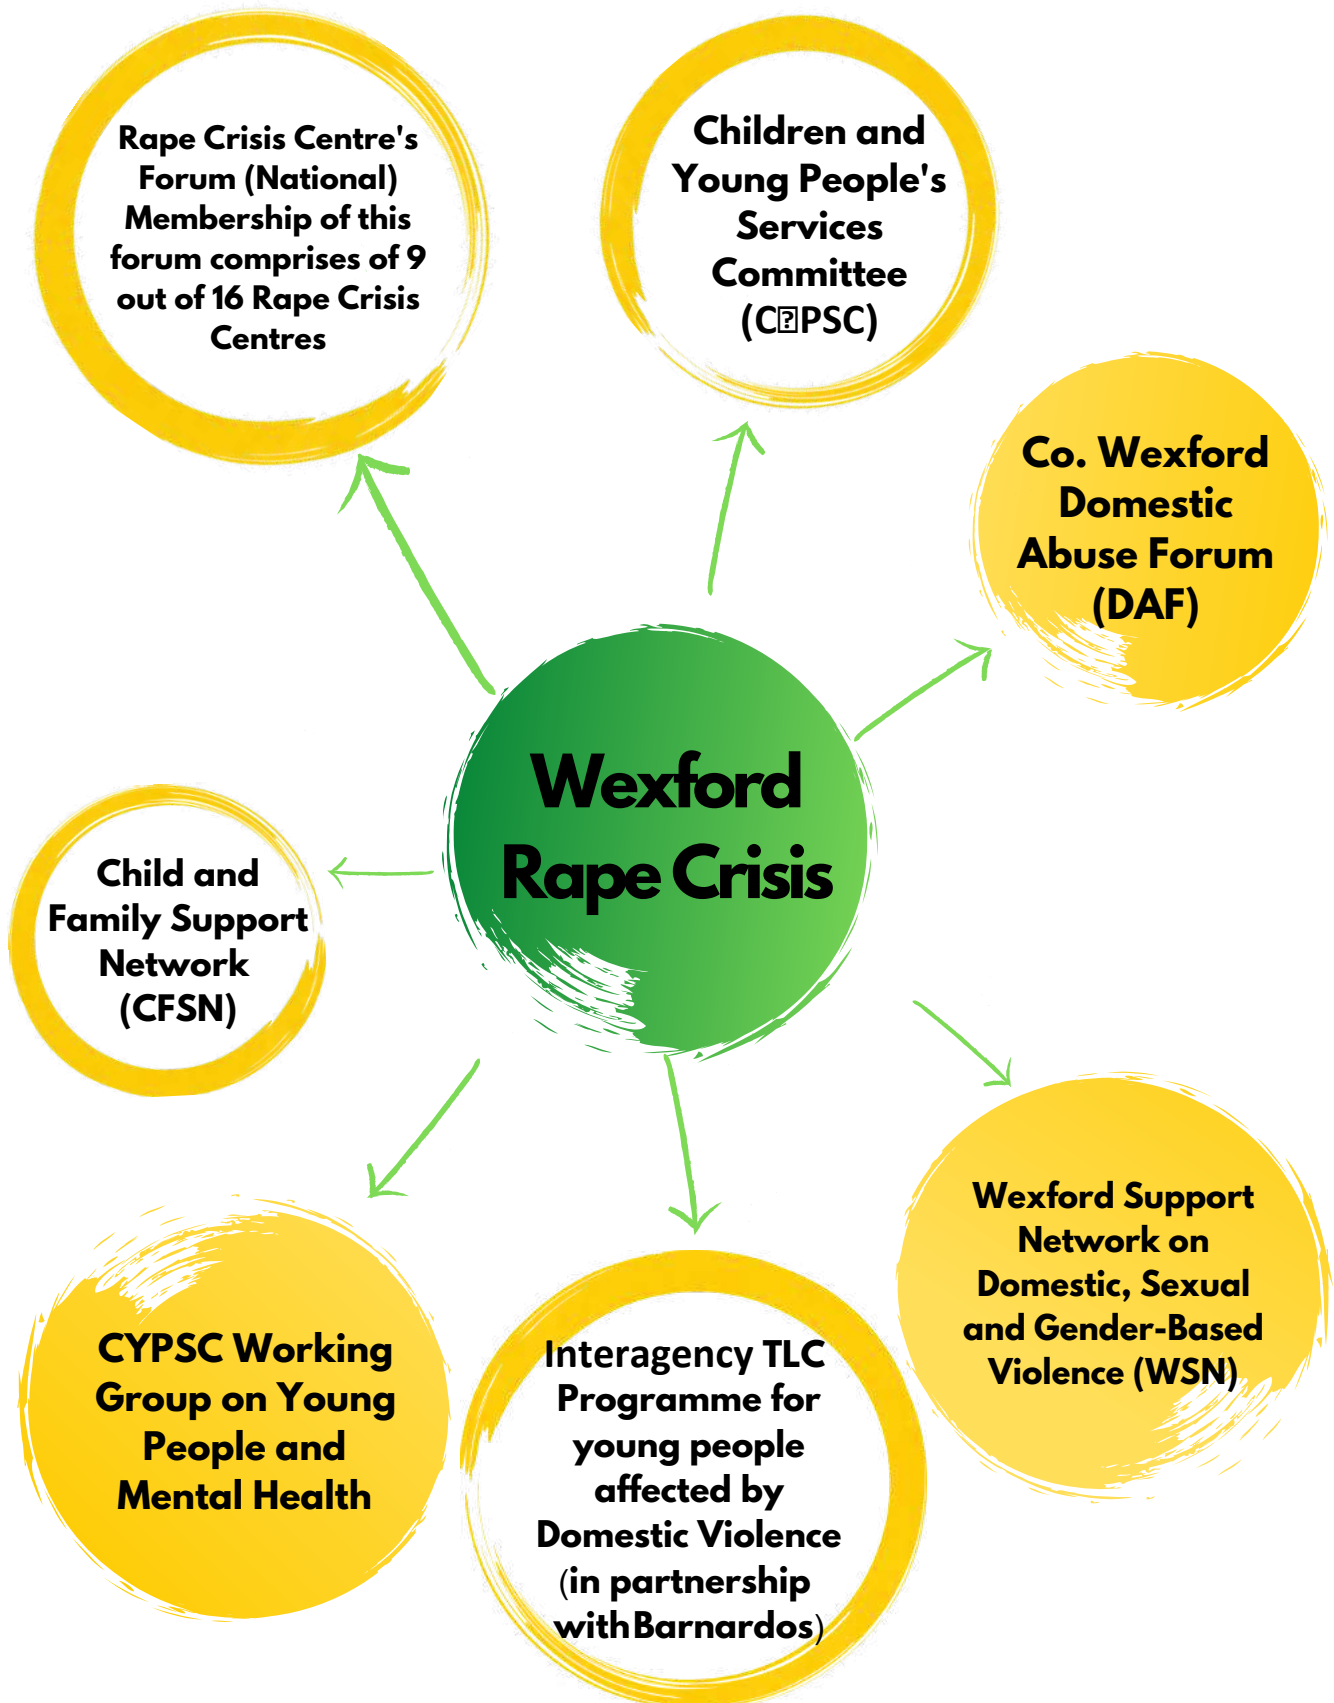 Rape Crisis Centre's
Forum (National)
Membership of this
forum comprises of 9
out of 16 Rape Crisis
Centres
Children and
Young People's
Services
Committee
(C⍰PSC)
Co. Wexford
Domestic
Abuse Forum
(DAF)
Wexford
Rape Crisis
Child and
Family Support
Network
(CFSN)
Wexford Support
Network on
Domestic, Sexual
and Gender-Based
Violence (WSN)
CYPSC Working
Group on Young
People and
Mental Health
Interagency TLC
Programme for
young people
affected by
Domestic Violence
(in partnership
with Barnardos)